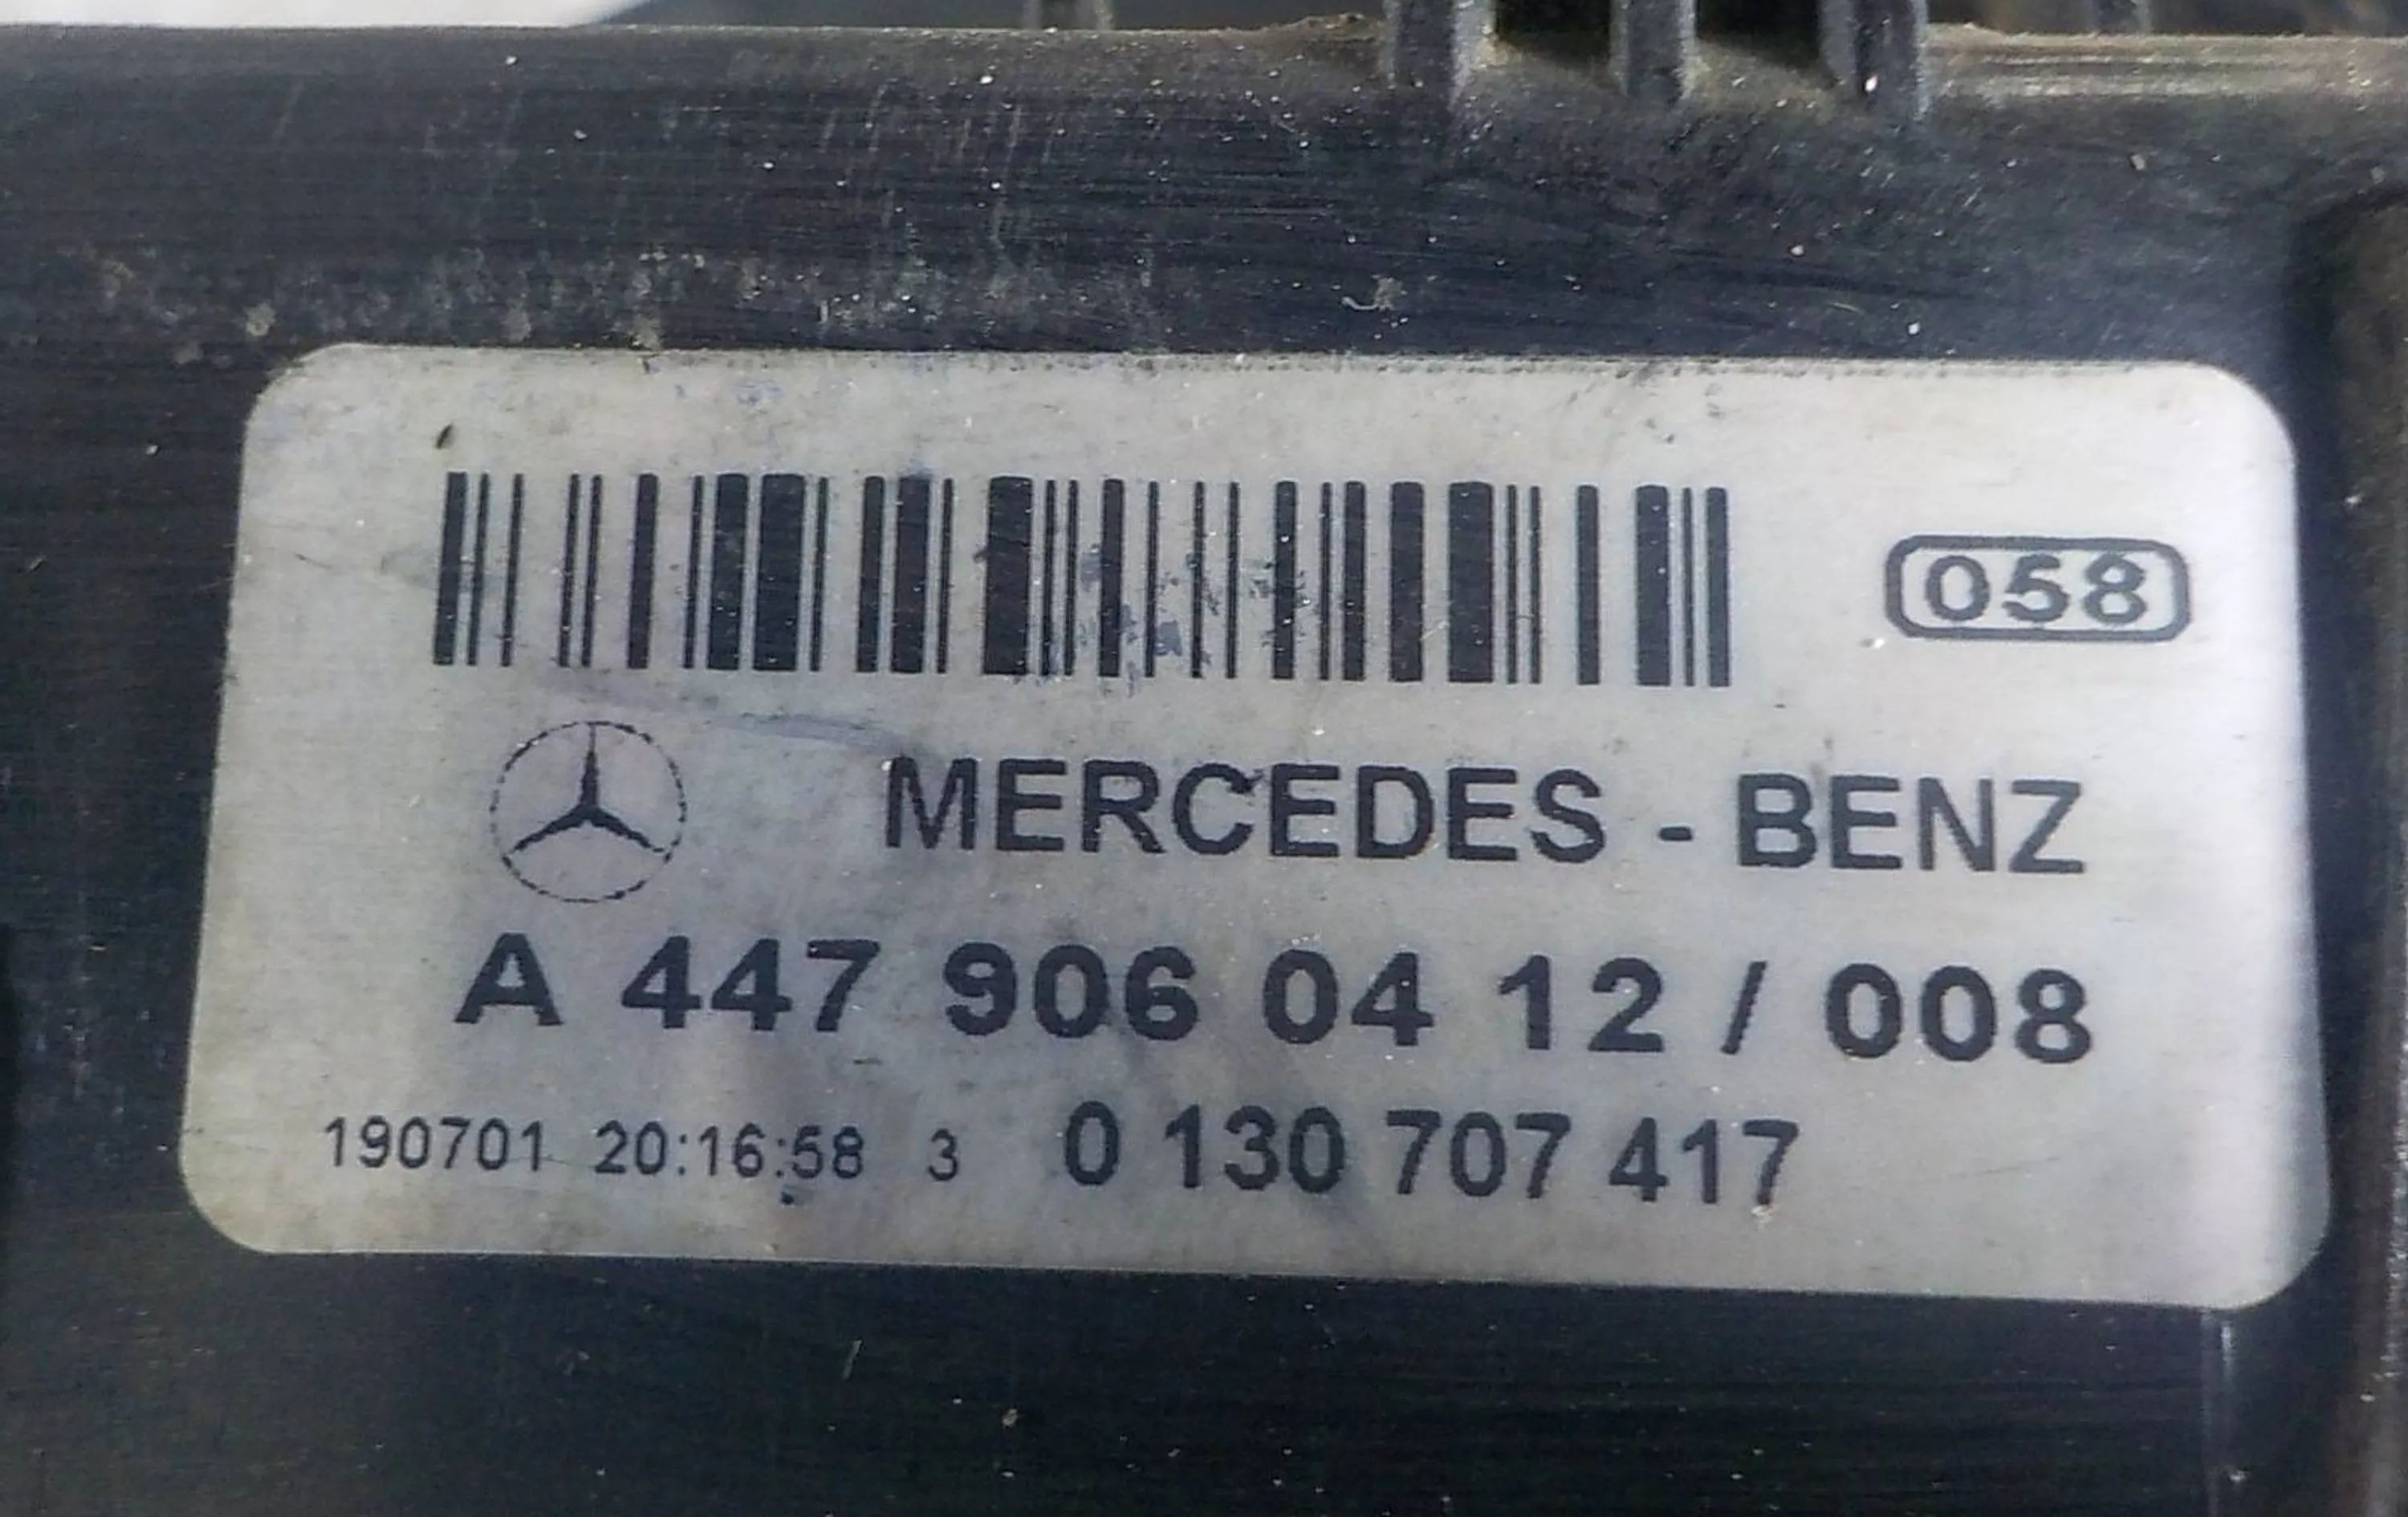 058
MERCEDES - BENZ
A 447 906 04 12 / 008
190701 20:16:58 3 0 130 707 417